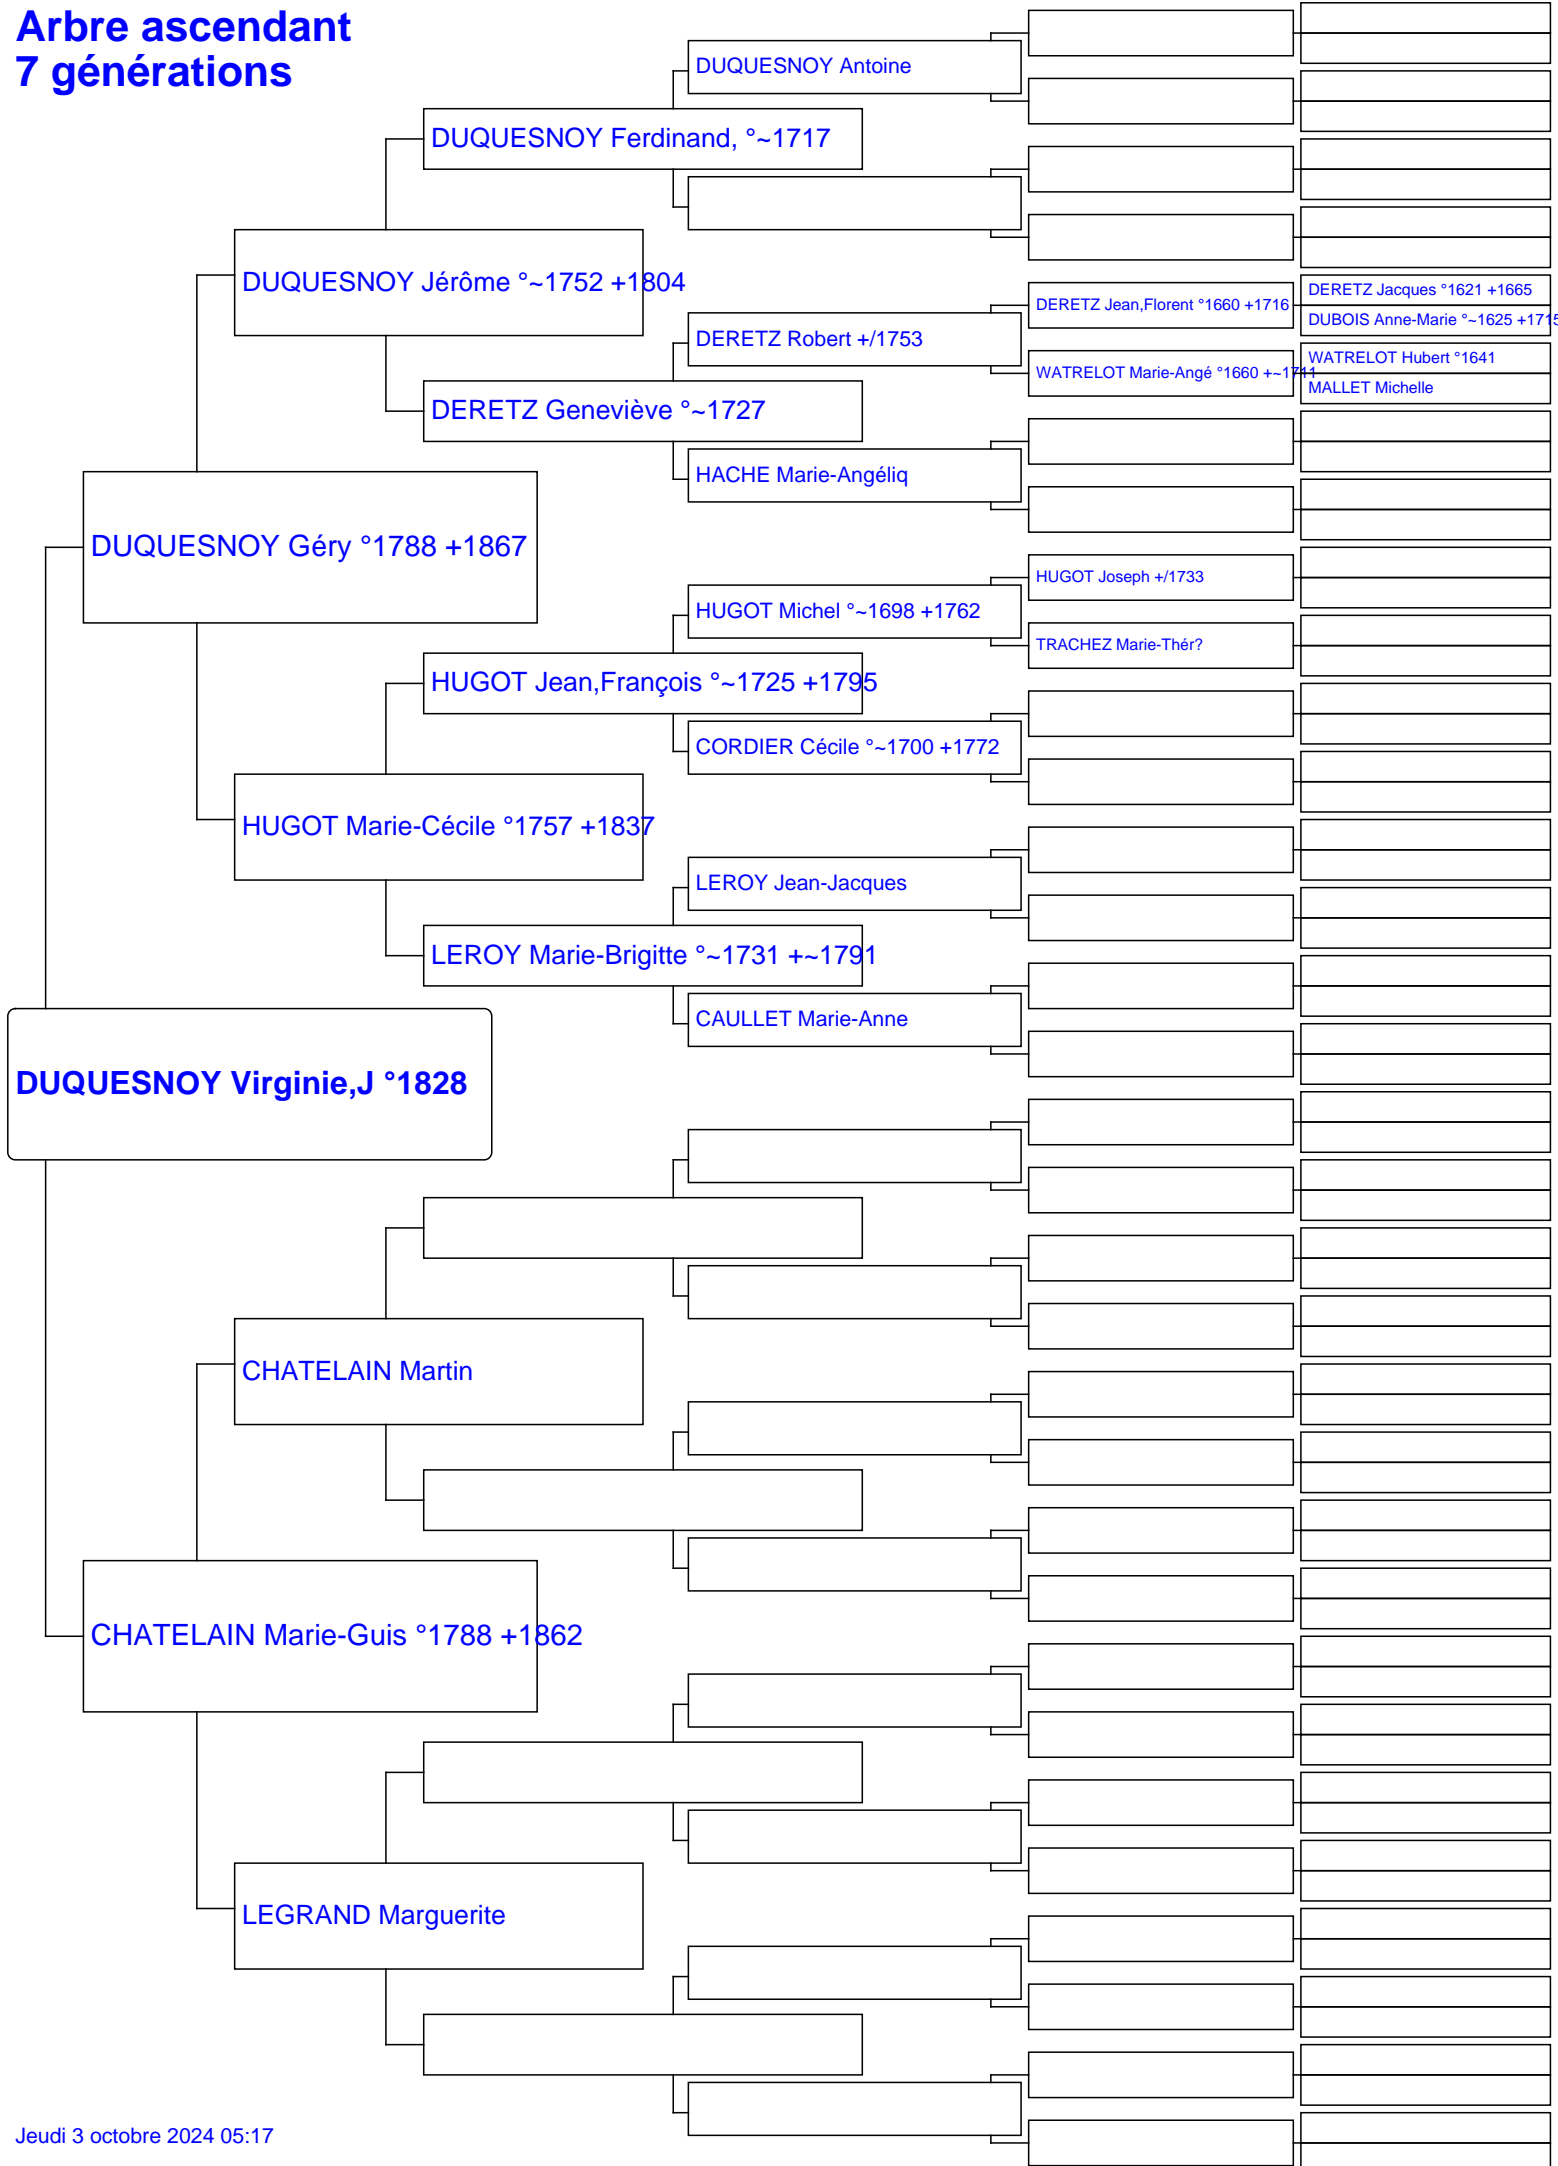 Arbre ascendant
7 générations
DUQUESNOY Antoine
DUQUESNOY Ferdinand, °~1717
DUQUESNOY Jérôme °~1752 +1804
DERETZ Jacques °1621 +1665
DERETZ Jean,Florent °1660 +1716
DUBOIS Anne-Marie °~1625 +1715
DERETZ Robert +/1753
WATRELOT Hubert °1641
WATRELOT Marie-Angé °1660 +~1711
MALLET Michelle
DERETZ Geneviève °~1727
HACHE Marie-Angéliq
DUQUESNOY Géry °1788 +1867
HUGOT Joseph +/1733
HUGOT Michel °~1698 +1762
TRACHEZ Marie-Thér?
HUGOT Jean,François °~1725 +1795
CORDIER Cécile °~1700 +1772
HUGOT Marie-Cécile °1757 +1837
LEROY Jean-Jacques
LEROY Marie-Brigitte °~1731 +~1791
CAULLET Marie-Anne
DUQUESNOY Virginie,J °1828
CHATELAIN Martin
CHATELAIN Marie-Guis °1788 +1862
LEGRAND Marguerite
Jeudi 3 octobre 2024 05:17